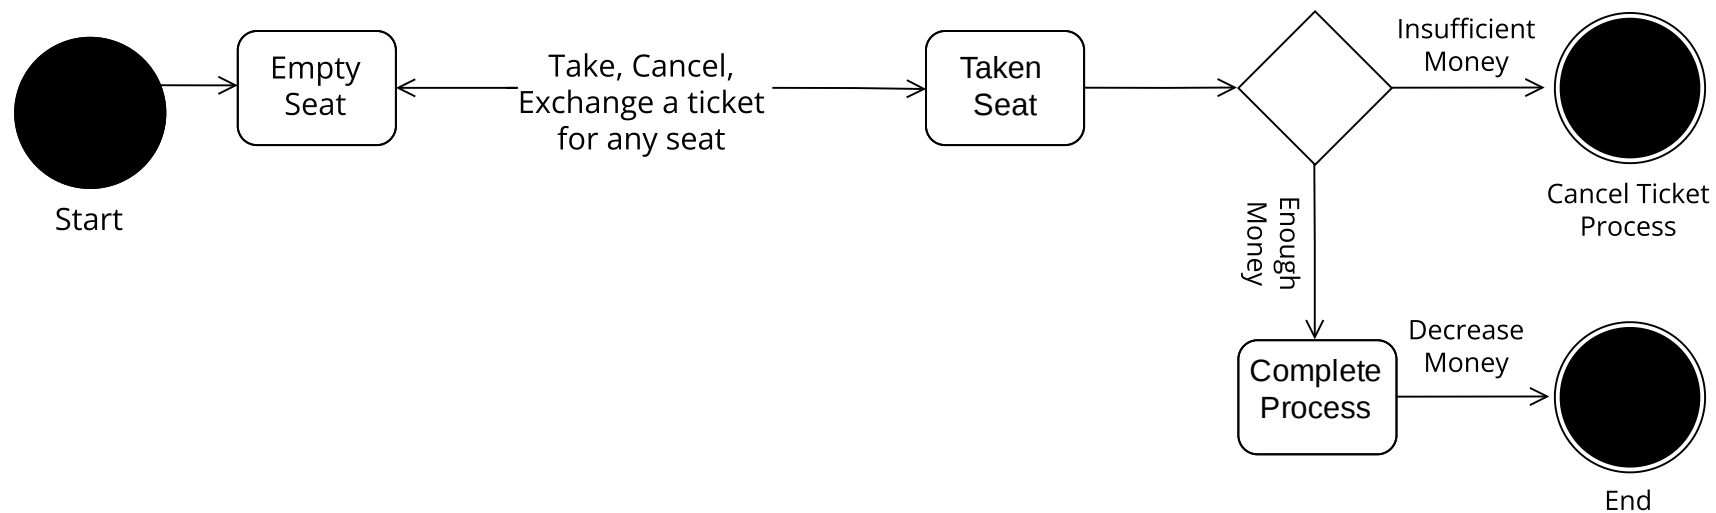 Start
Empty
Seat
Take, Cancel,
Exchange a ticket
for any seat
Taken
Seat
Insufficient
Money
Cancel Ticket
Process
Enough
Money
Complete
Process
Decrease
Money
End